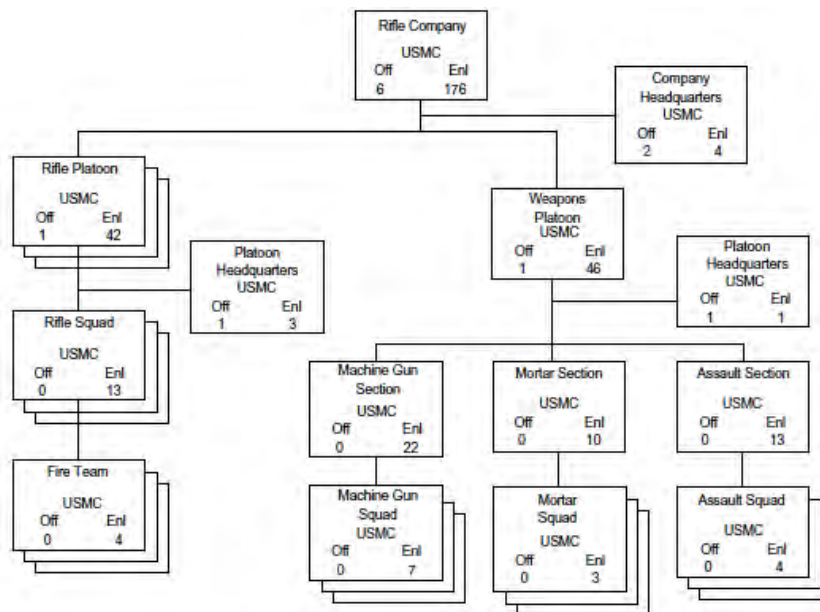 Rifle Company
USMC
Off Enl
6 176
Company
Headquarters
USMC
Off Enl
2 4
Rifle Platoon
USMC
Off Enl
1 42
Platoon
Headquarters
USMC
Off Enl
1 3
Weapons
Platoon
USMC
Off Enl
1 46
Platoon
Headquarters
USMC
Off Enl
1 1
Rifle Squad
USMC
Off Enl
0 13
Machine Gun
Section
USMC
Off Enl
0 22
Mortar Section
USMC
Off Enl
0 10
Assault Section
USMC
Off Enl
0 13
Fire Team
USMC
Off Enl
0 4
Machine Gun
Squad
USMC
Off Enl
0 7
Mortar
Squad
USMC
Off Enl
0 3
Assault Squad
USMC
Off Enl
0 4